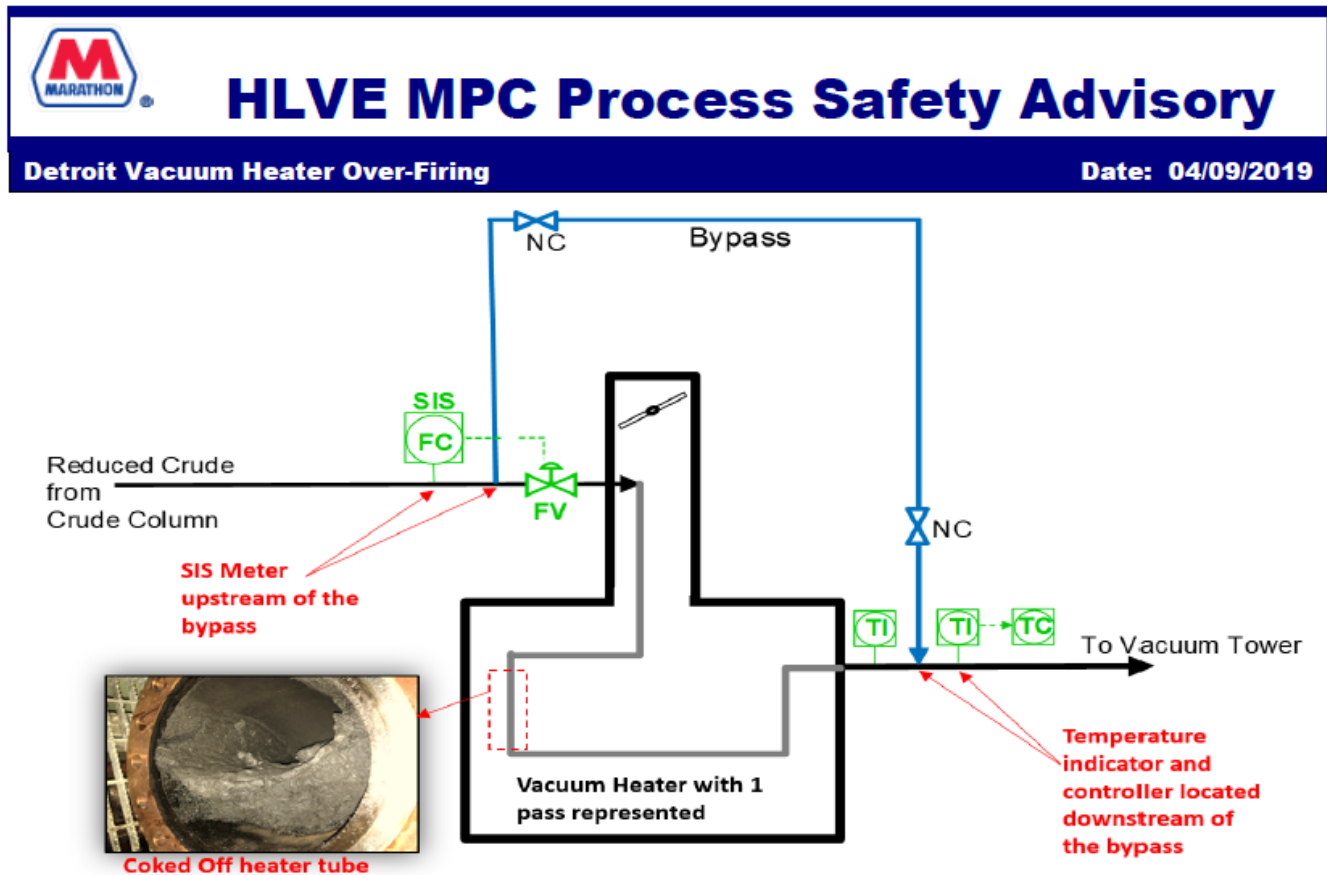 M
MARATHON
®
HLVE MPC Process Safety Advisory
Detroit Vacuum Heater Over-Firing
Date: 04/09/2019
NC
Bypass
SIS
FC
Reduced Crude
from
Crude Column
FV
NC
SIS Meter
upstream of the
bypass
TI
TI
TC
To Vacuum Tower
Temperature
indicator and
controller located
downstream of
the bypass
Vacuum Heater with 1
pass represented
Coked Off heater tube